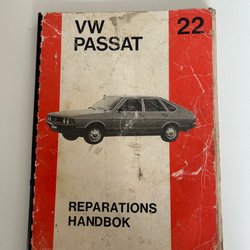 VW
PASSAT
22
REPARATIONS
HANDBOK